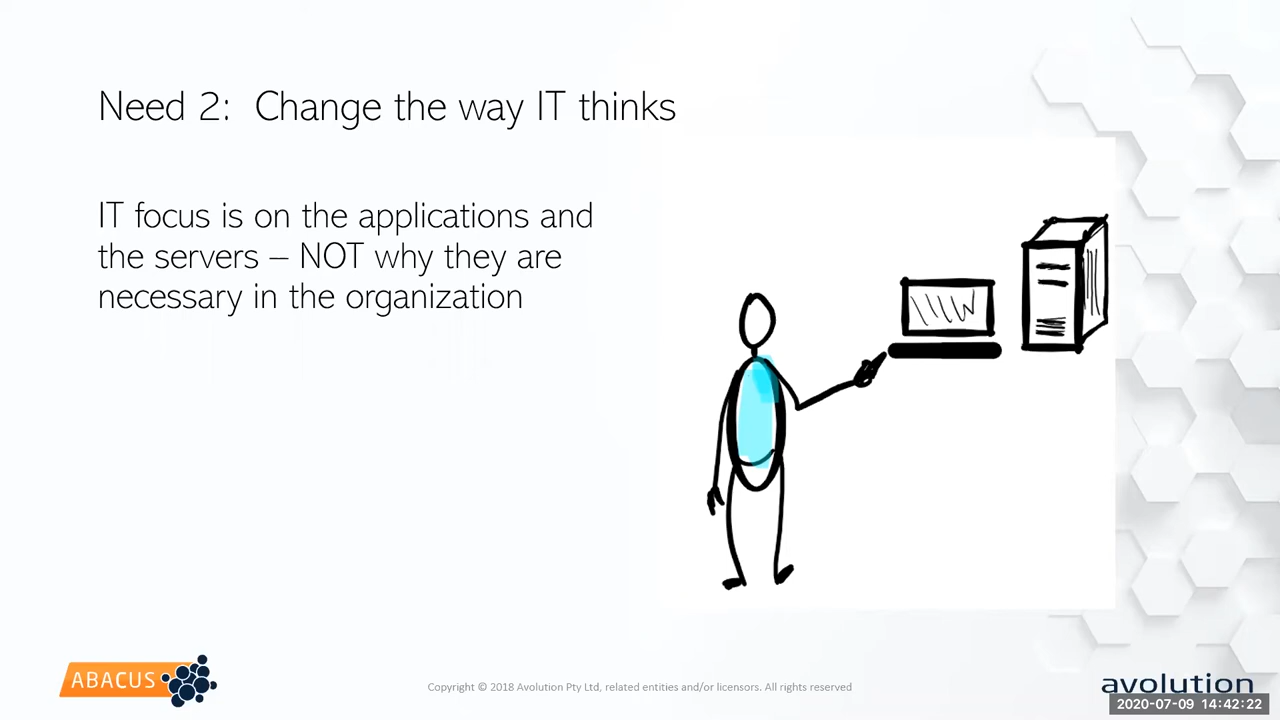 Need 2:  Change the way IT thinks
IT focus is on the applications and
the servers – NOT why they are
necessary in the organization
ABACUS
Copyright © 2018 Avolution Pty Ltd, related entities and/or licensors. All rights reserved
avolution
2020-07-09 14:42:22